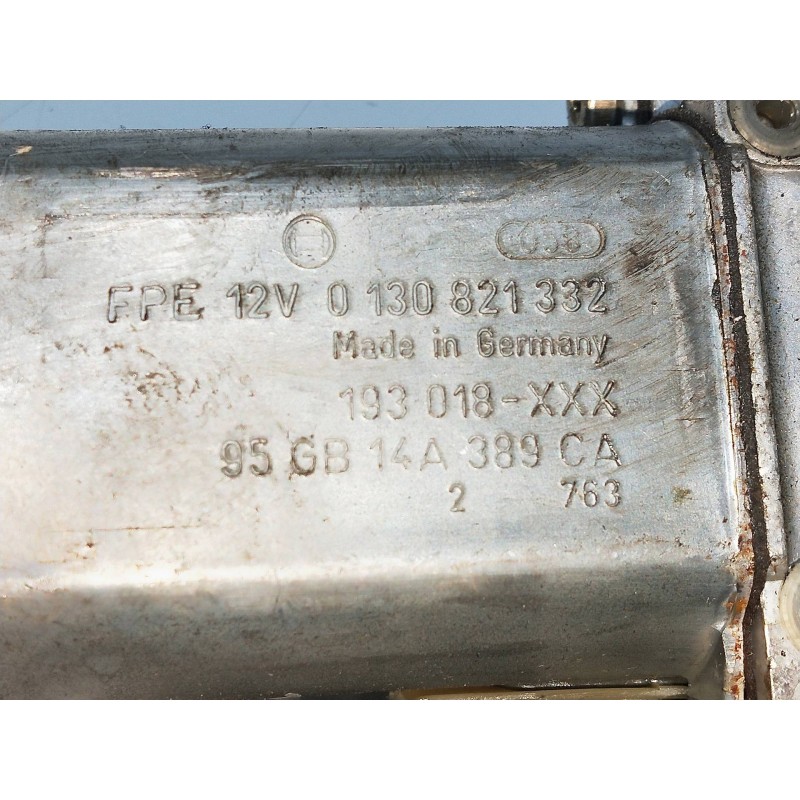 FPE 12V 0 130 821 332
Made in Germany
193 018-XXX
95 GB 14A 389 CA
2 763